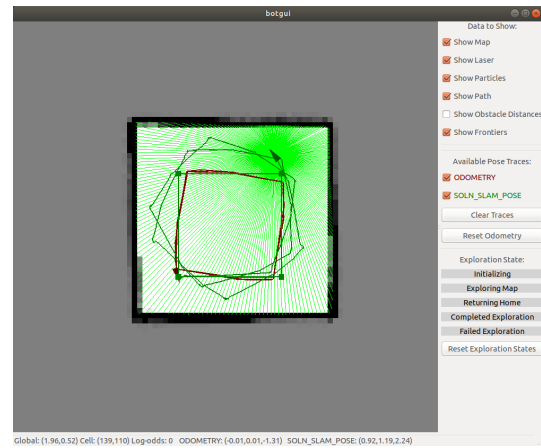 botgui
Data to Show:
Show Map
Show Laser
Show Particles
Show Path
Show Obstacle Distances
Show Frontiers
Available Pose Traces:
ODOMETRY
SOLN_SLAM_POSE
Clear Traces
Reset Odometry
Exploration State:
Initializing
Exploring Map
Returning Home
Completed Exploration
Failed Exploration
Reset Exploration States
Global: (1.96,0.52) Cell: (139,110) Log-odds: 0 ODOMETRY: (-0.01,0.01,-1.31) SOLN_SLAM_POSE: (0.92,1.19,2.24)